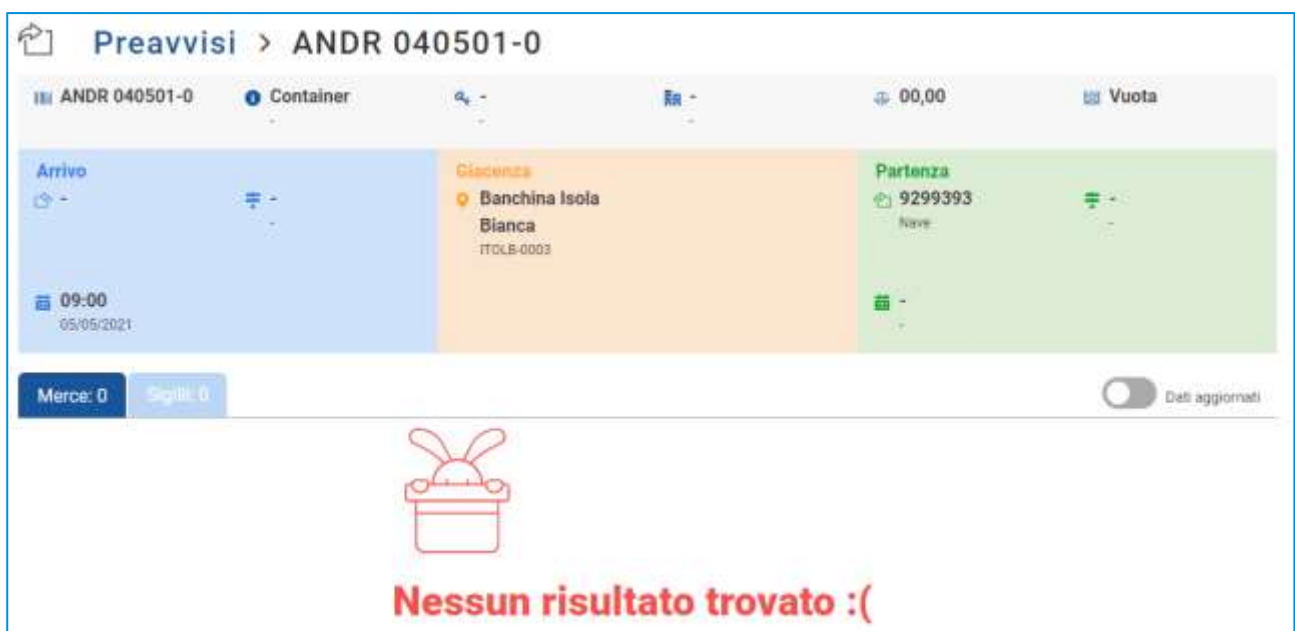 Preavvisi > ANDR 040501-0
ANDR 040501-0 Container - - 00,00 Vuota
- - -
Arrivo Giacenza Partenza
- - Banchina Isola 9299393 -
- Bianca Nave -
ITOLB-0003
09:00 -
05/05/2021 -
Merce: 0 Sigilli: 0 Dati aggiornati
Nessun risultato trovato :(